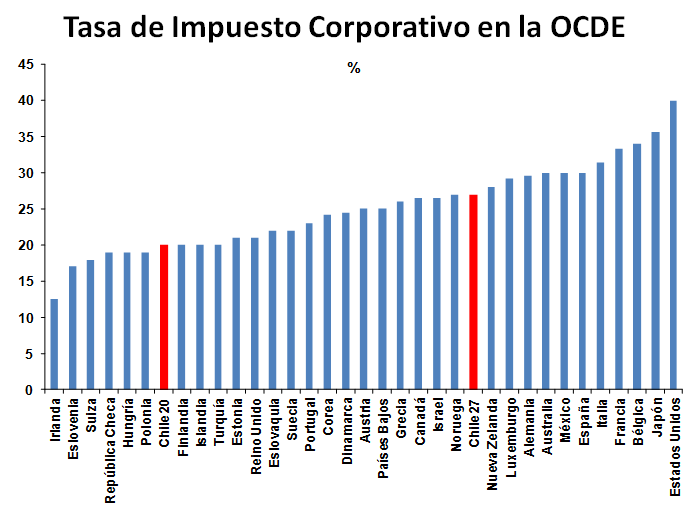 Tasa de Impuesto Corporativo en la OCDE
%
45
40
35
30
25
20
15
10
5
0
Irlanda
Eslovenia
Suiza
República Checa
Hungría
Polonia
Chile 20
Finlandia
Islandia
Turquía
Estonia
Reino Unido
Eslovaquia
Suecia
Portugal
Corea
Dinamarca
Austria
Países Bajos
Grecia
Canadá
Israel
Noruega
Chile 27
Nueva Zelanda
Luxemburgo
Alemania
Australia
México
España
Italia
Francia
Bélgica
Japón
Estados Unidos